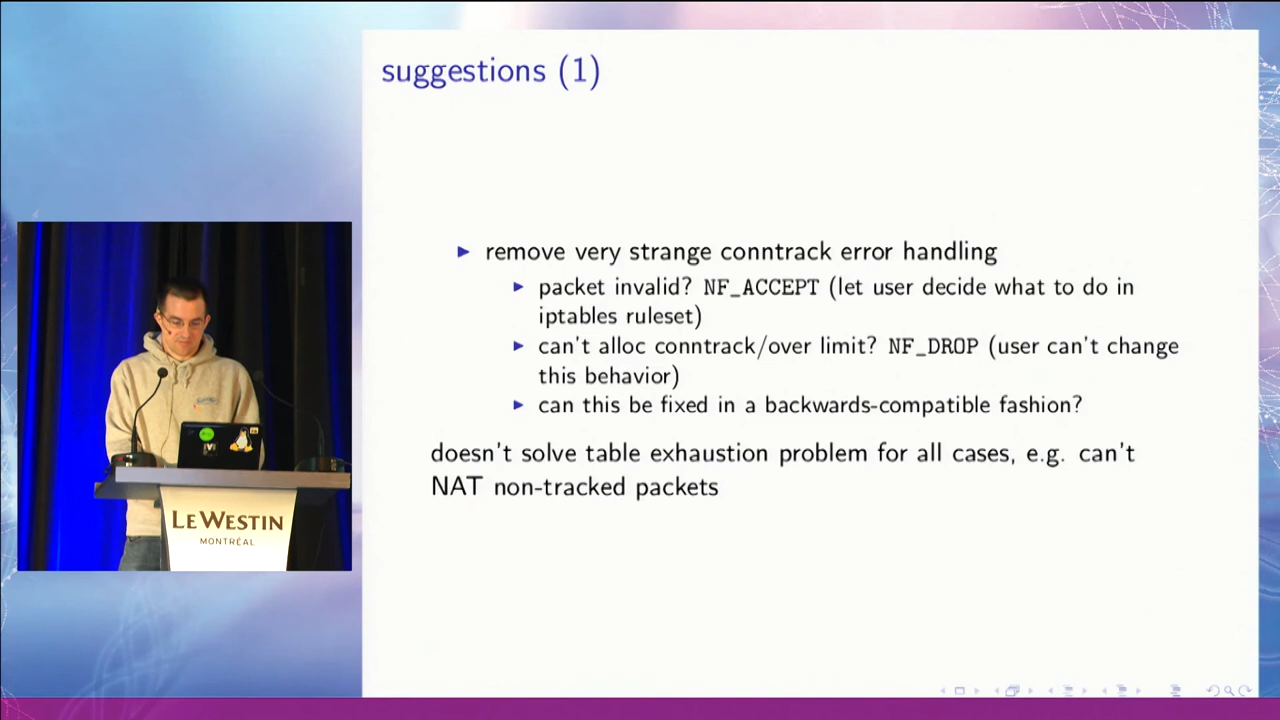 suggestions (1)
remove very strange conntrack error handling
packet invalid? NF_ACCEPT (let user decide what to do in
iptables ruleset)
can't alloc conntrack/over limit? NF_DROP (user can't change
this behavior)
can this be fixed in a backwards-compatible fashion?
doesn't solve table exhaustion problem for all cases, e.g. can't
NAT non-tracked packets
LE WESTIN
MONTRÉAL